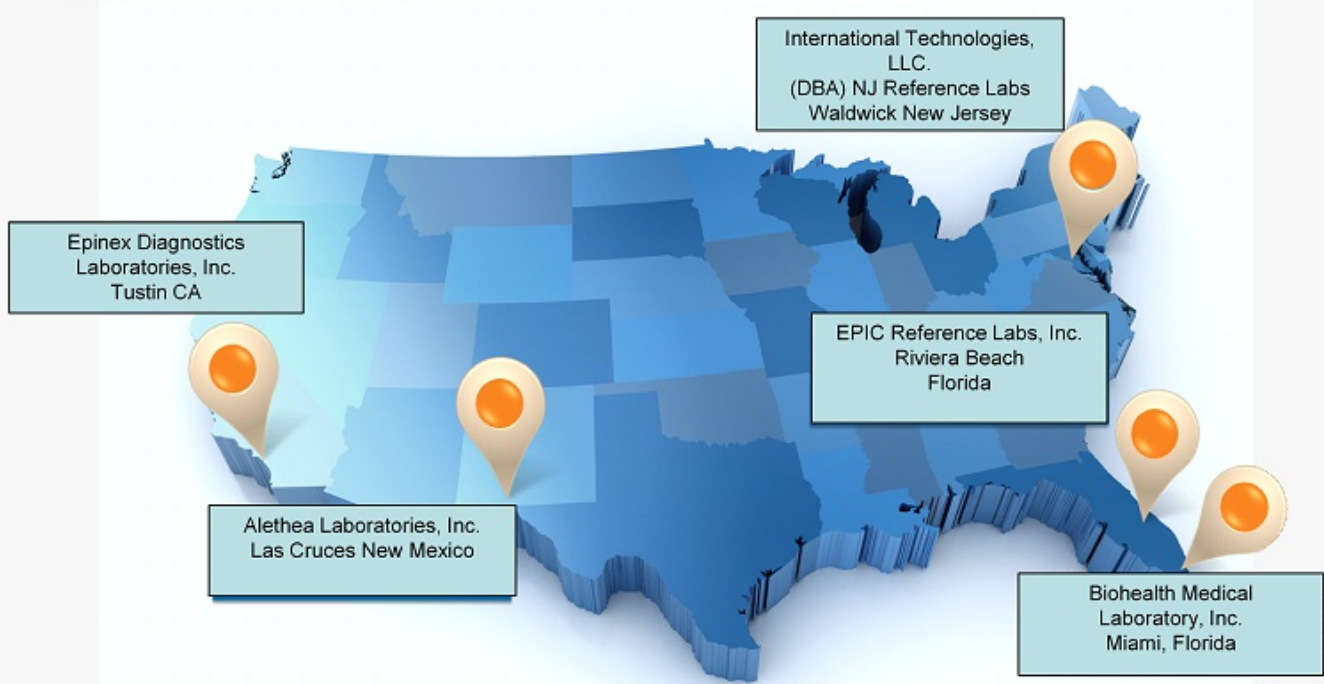 International Technologies,
LLC.
(DBA) NJ Reference Labs
Waldwick New Jersey
Epinex Diagnostics
Laboratories, Inc.
Tustin CA
EPIC Reference Labs, Inc.
Riviera Beach
Florida
Alethea Laboratories, Inc.
Las Cruces New Mexico
Biohealth Medical
Laboratory, Inc.
Miami, Florida